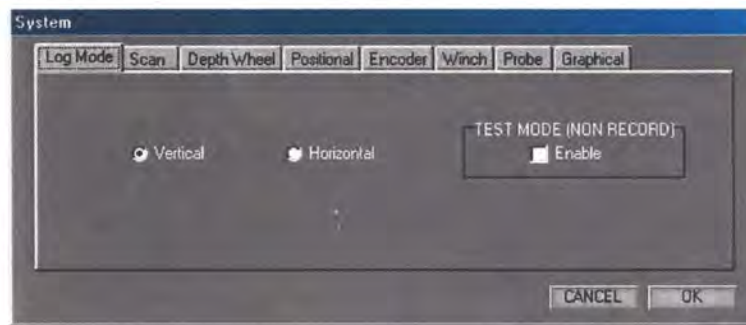 System
Log Mode Scan Depth Wheel Positional Encoder Winch Probe Graphical
TEST MODE (NON RECORD)
Vertical Horizontal Enable
CANCEL OK